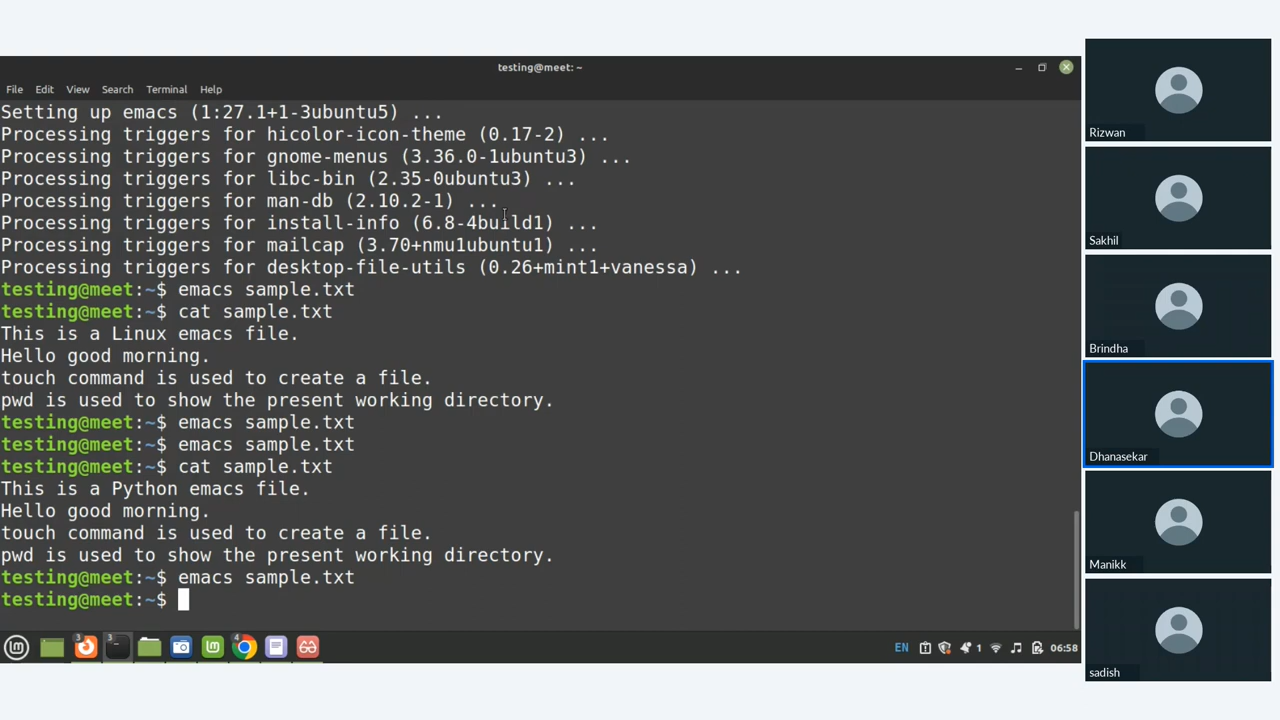 testing@meet: ~
File Edit View Search Terminal Help
Setting up emacs (1:27.1+1-3ubuntu5) ...
Processing triggers for hicolor-icon-theme (0.17-2) ...
Processing triggers for gnome-menus (3.36.0-1ubuntu3) ...
Processing triggers for libc-bin (2.35-0ubuntu3) ...
Processing triggers for man-db (2.10.2-1) ...
Processing triggers for install-info (6.8-4build1) ...
Processing triggers for mailcap (3.70+nmu1ubuntu1) ...
Processing triggers for desktop-file-utils (0.26+mint1+vanessa) ...
testing@meet:~$ emacs sample.txt
testing@meet:~$ cat sample.txt
This is a Linux emacs file.
Hello good morning.
touch command is used to create a file.
pwd is used to show the present working directory.
testing@meet:~$ emacs sample.txt
testing@meet:~$ emacs sample.txt
testing@meet:~$ cat sample.txt
This is a Python emacs file.
Hello good morning.
touch command is used to create a file.
pwd is used to show the present working directory.
testing@meet:~$ emacs sample.txt
testing@meet:~$
3 3 4 EN 1 06:58
Rizwan
Sakhil
Brindha
Dhanasekar
Manikk
sadish